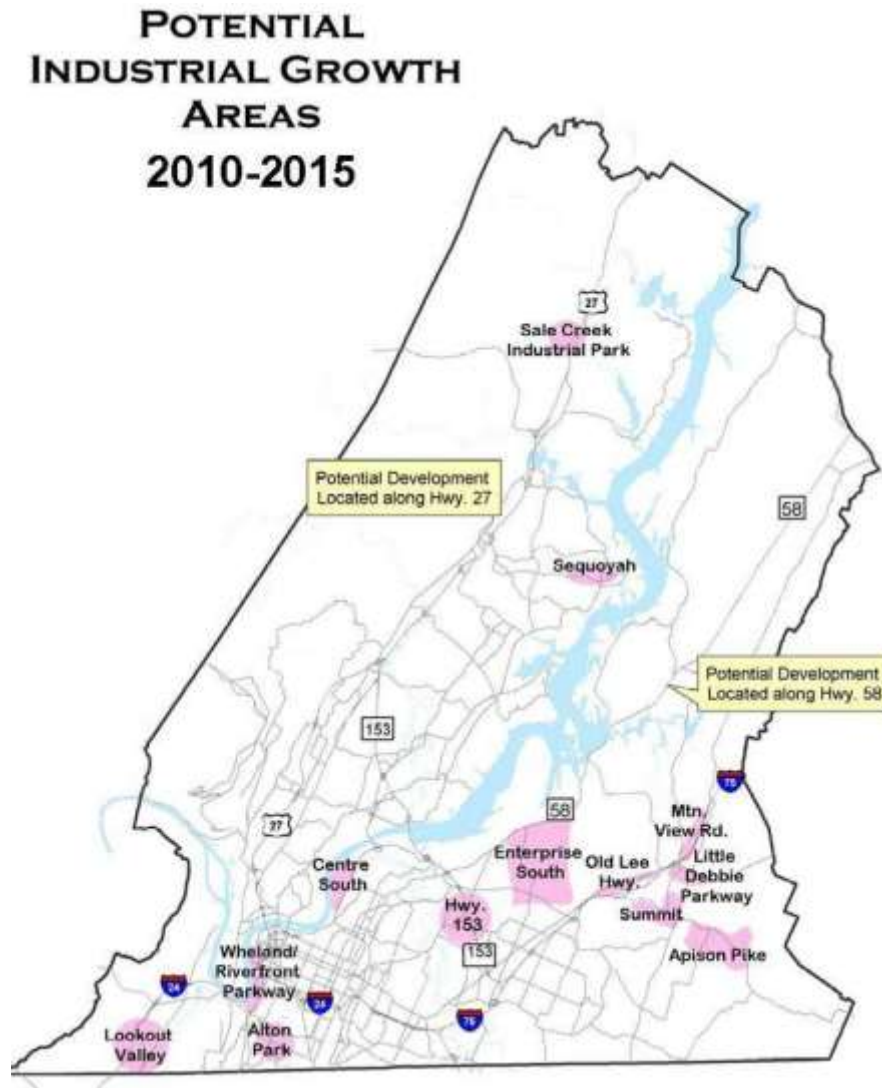 POTENTIAL
INDUSTRIAL GROWTH
AREAS
2010-2015
27
Sale Creek
Industrial Park
Potential Development
Located along Hwy. 27
58
Sequoyah
Potential Development
Located along Hwy. 58
153
75
58
Mtn.
View Rd.
27
Centre
South
Enterprise
South
Old Lee
Hwy.
Little
Debbie
Parkway
Hwy.
153
Summit
153
Apison Pike
Wheland/
Riverfront
Parkway
24
24
75
Lookout
Valley
Alton
Park